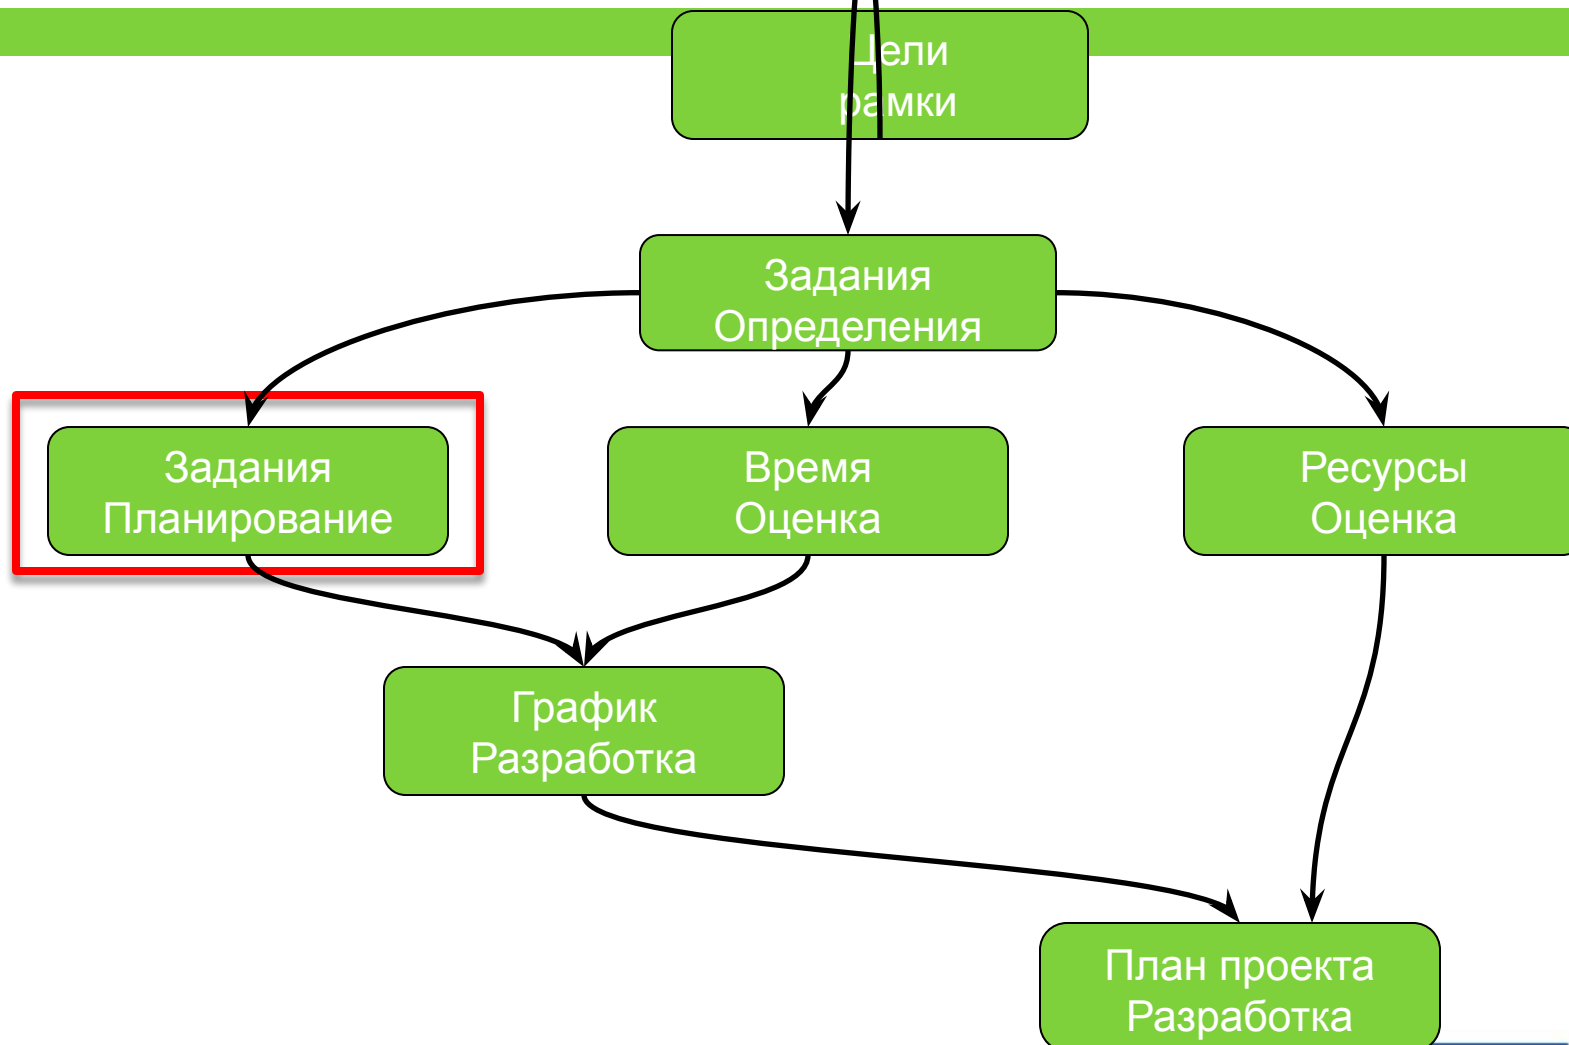 Цели
рамки
Задания
Определения
Задания
Планирование
Время
Оценка
Ресурсы
Оценка
График
Разработка
План проекта
Разработка